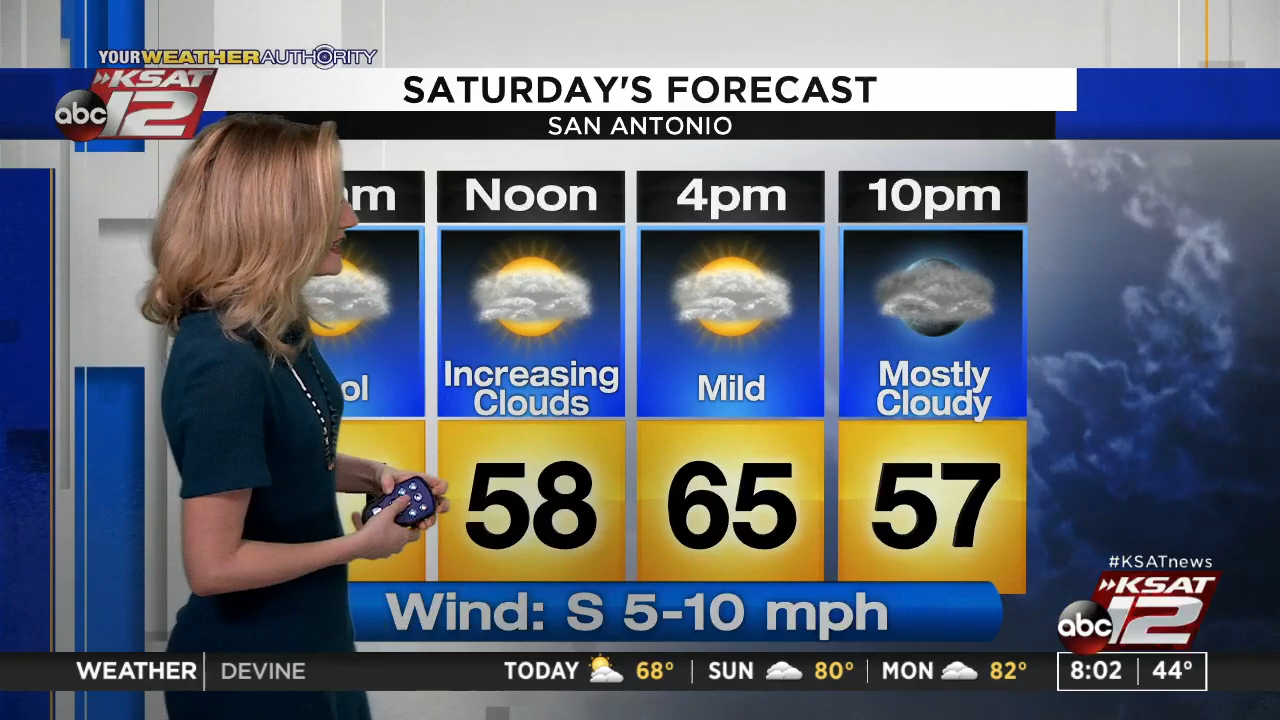 YOUR WEATHER AUTHORITY
KSAT
abc 12
SATURDAY'S FORECAST
SAN ANTONIO
Noon 4pm 10pm
Increasing Clouds
Mild
Mostly Cloudy
58 65 57
Wind: S 5-10 mph
#KSATnews
KSAT
abc 12
WEATHER DEVINE TODAY 68° SUN 80° MON 82° 8:02 44°